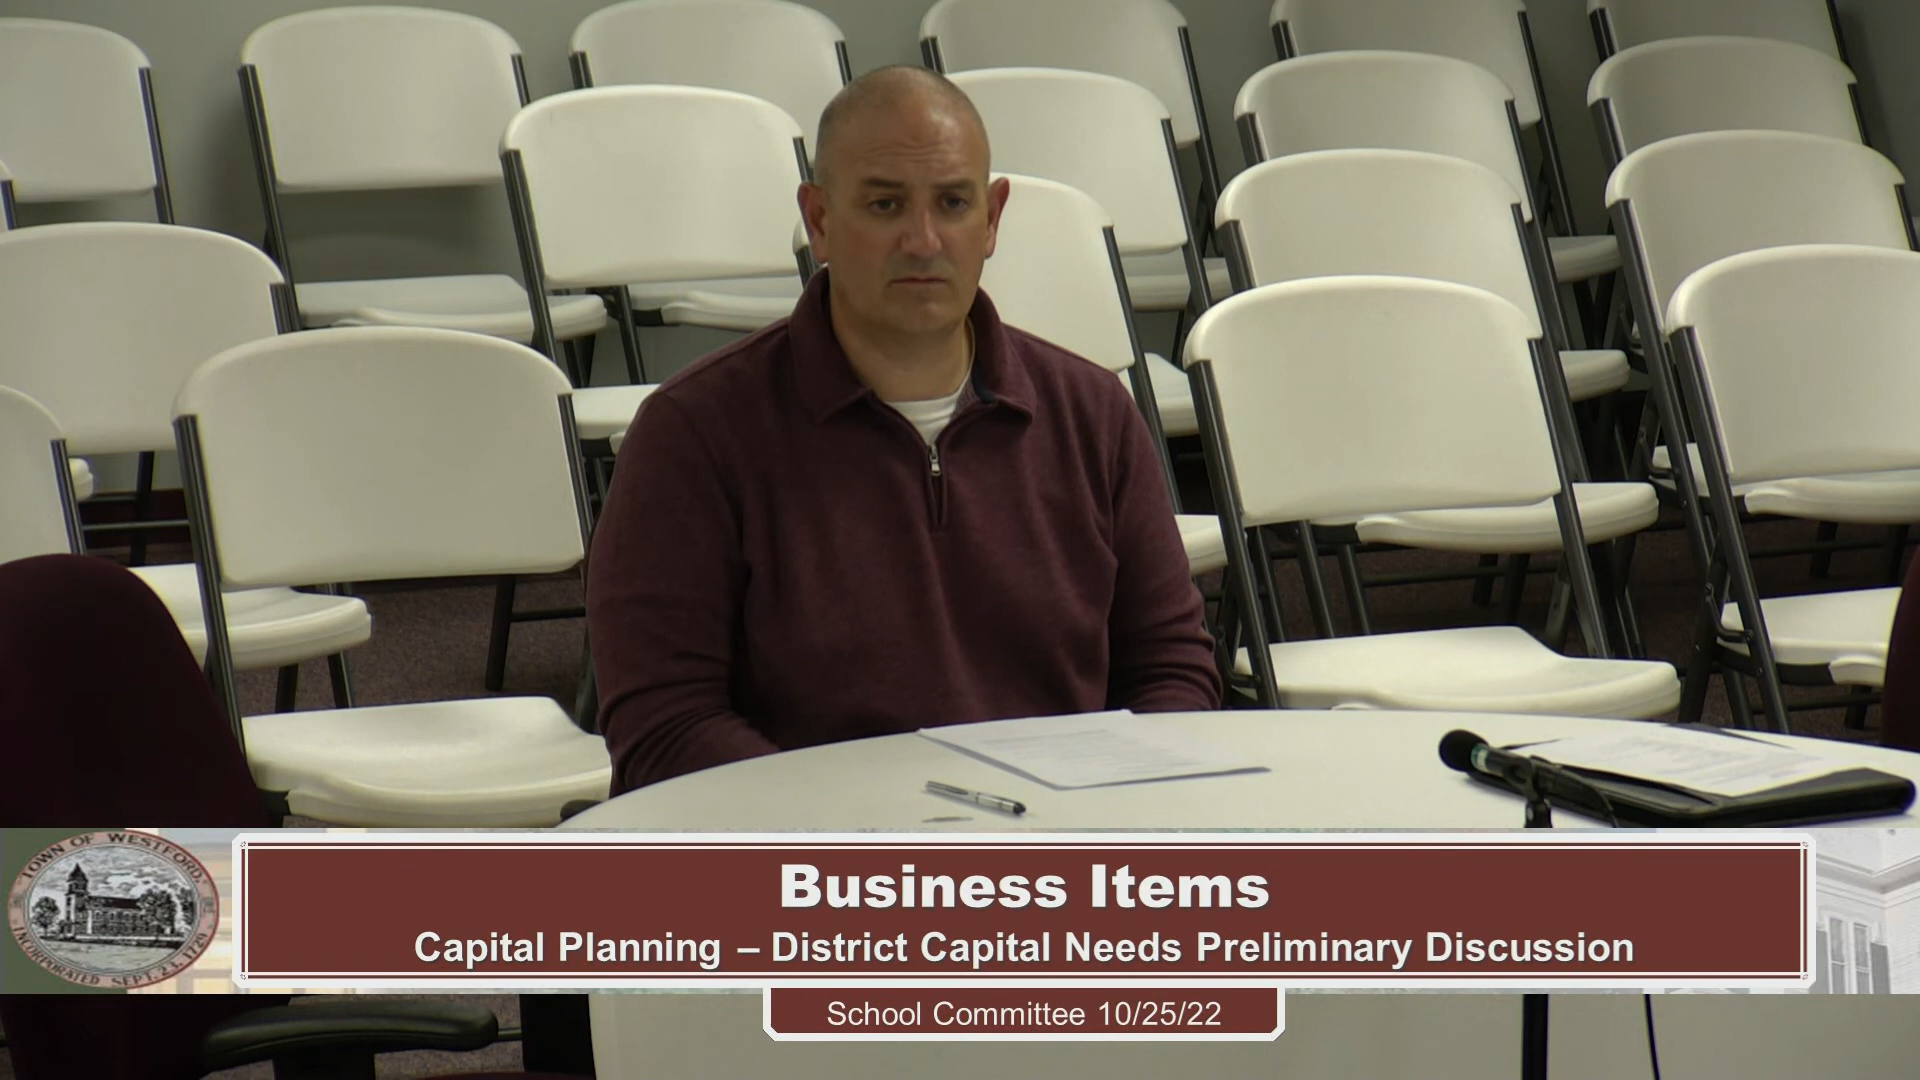 TOWN OF WESTFORD.
INCORPORATED SEPT. 23, 1729
Business Items
Capital Planning – District Capital Needs Preliminary Discussion
School Committee 10/25/22